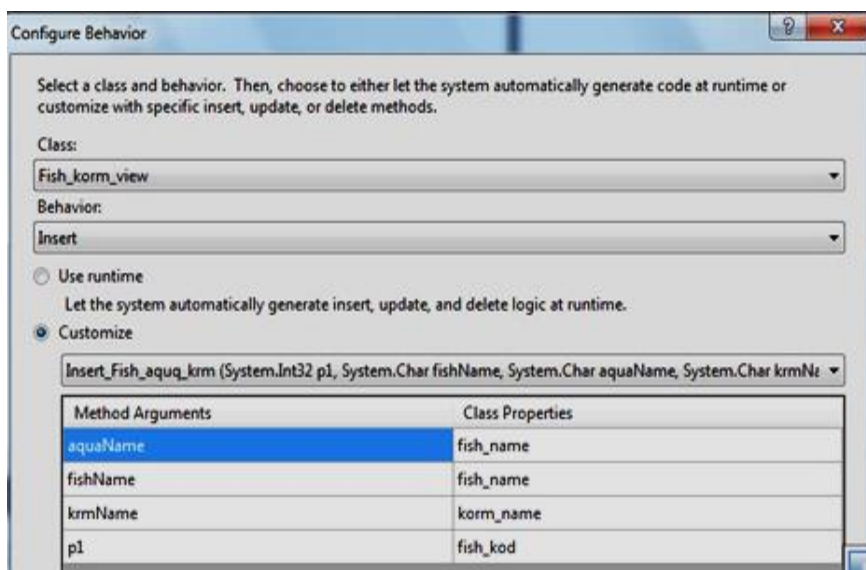 Configure Behavior
Select a class and behavior. Then, choose to either let the system automatically generate code at runtime or
customize with specific insert, update, or delete methods.
Class:
Fish_korm_view
Behavior:
Insert
Use runtime
Let the system automatically generate insert, update, and delete logic at runtime.
Customize
Insert_Fish_aquq_krm (System.Int32 p1, System.Char fishName, System.Char aquaName, System.Char krmNa
Method Arguments Class Properties
aquaName fish_name
fishName fish_name
krmName korm_name
p1 fish_kod